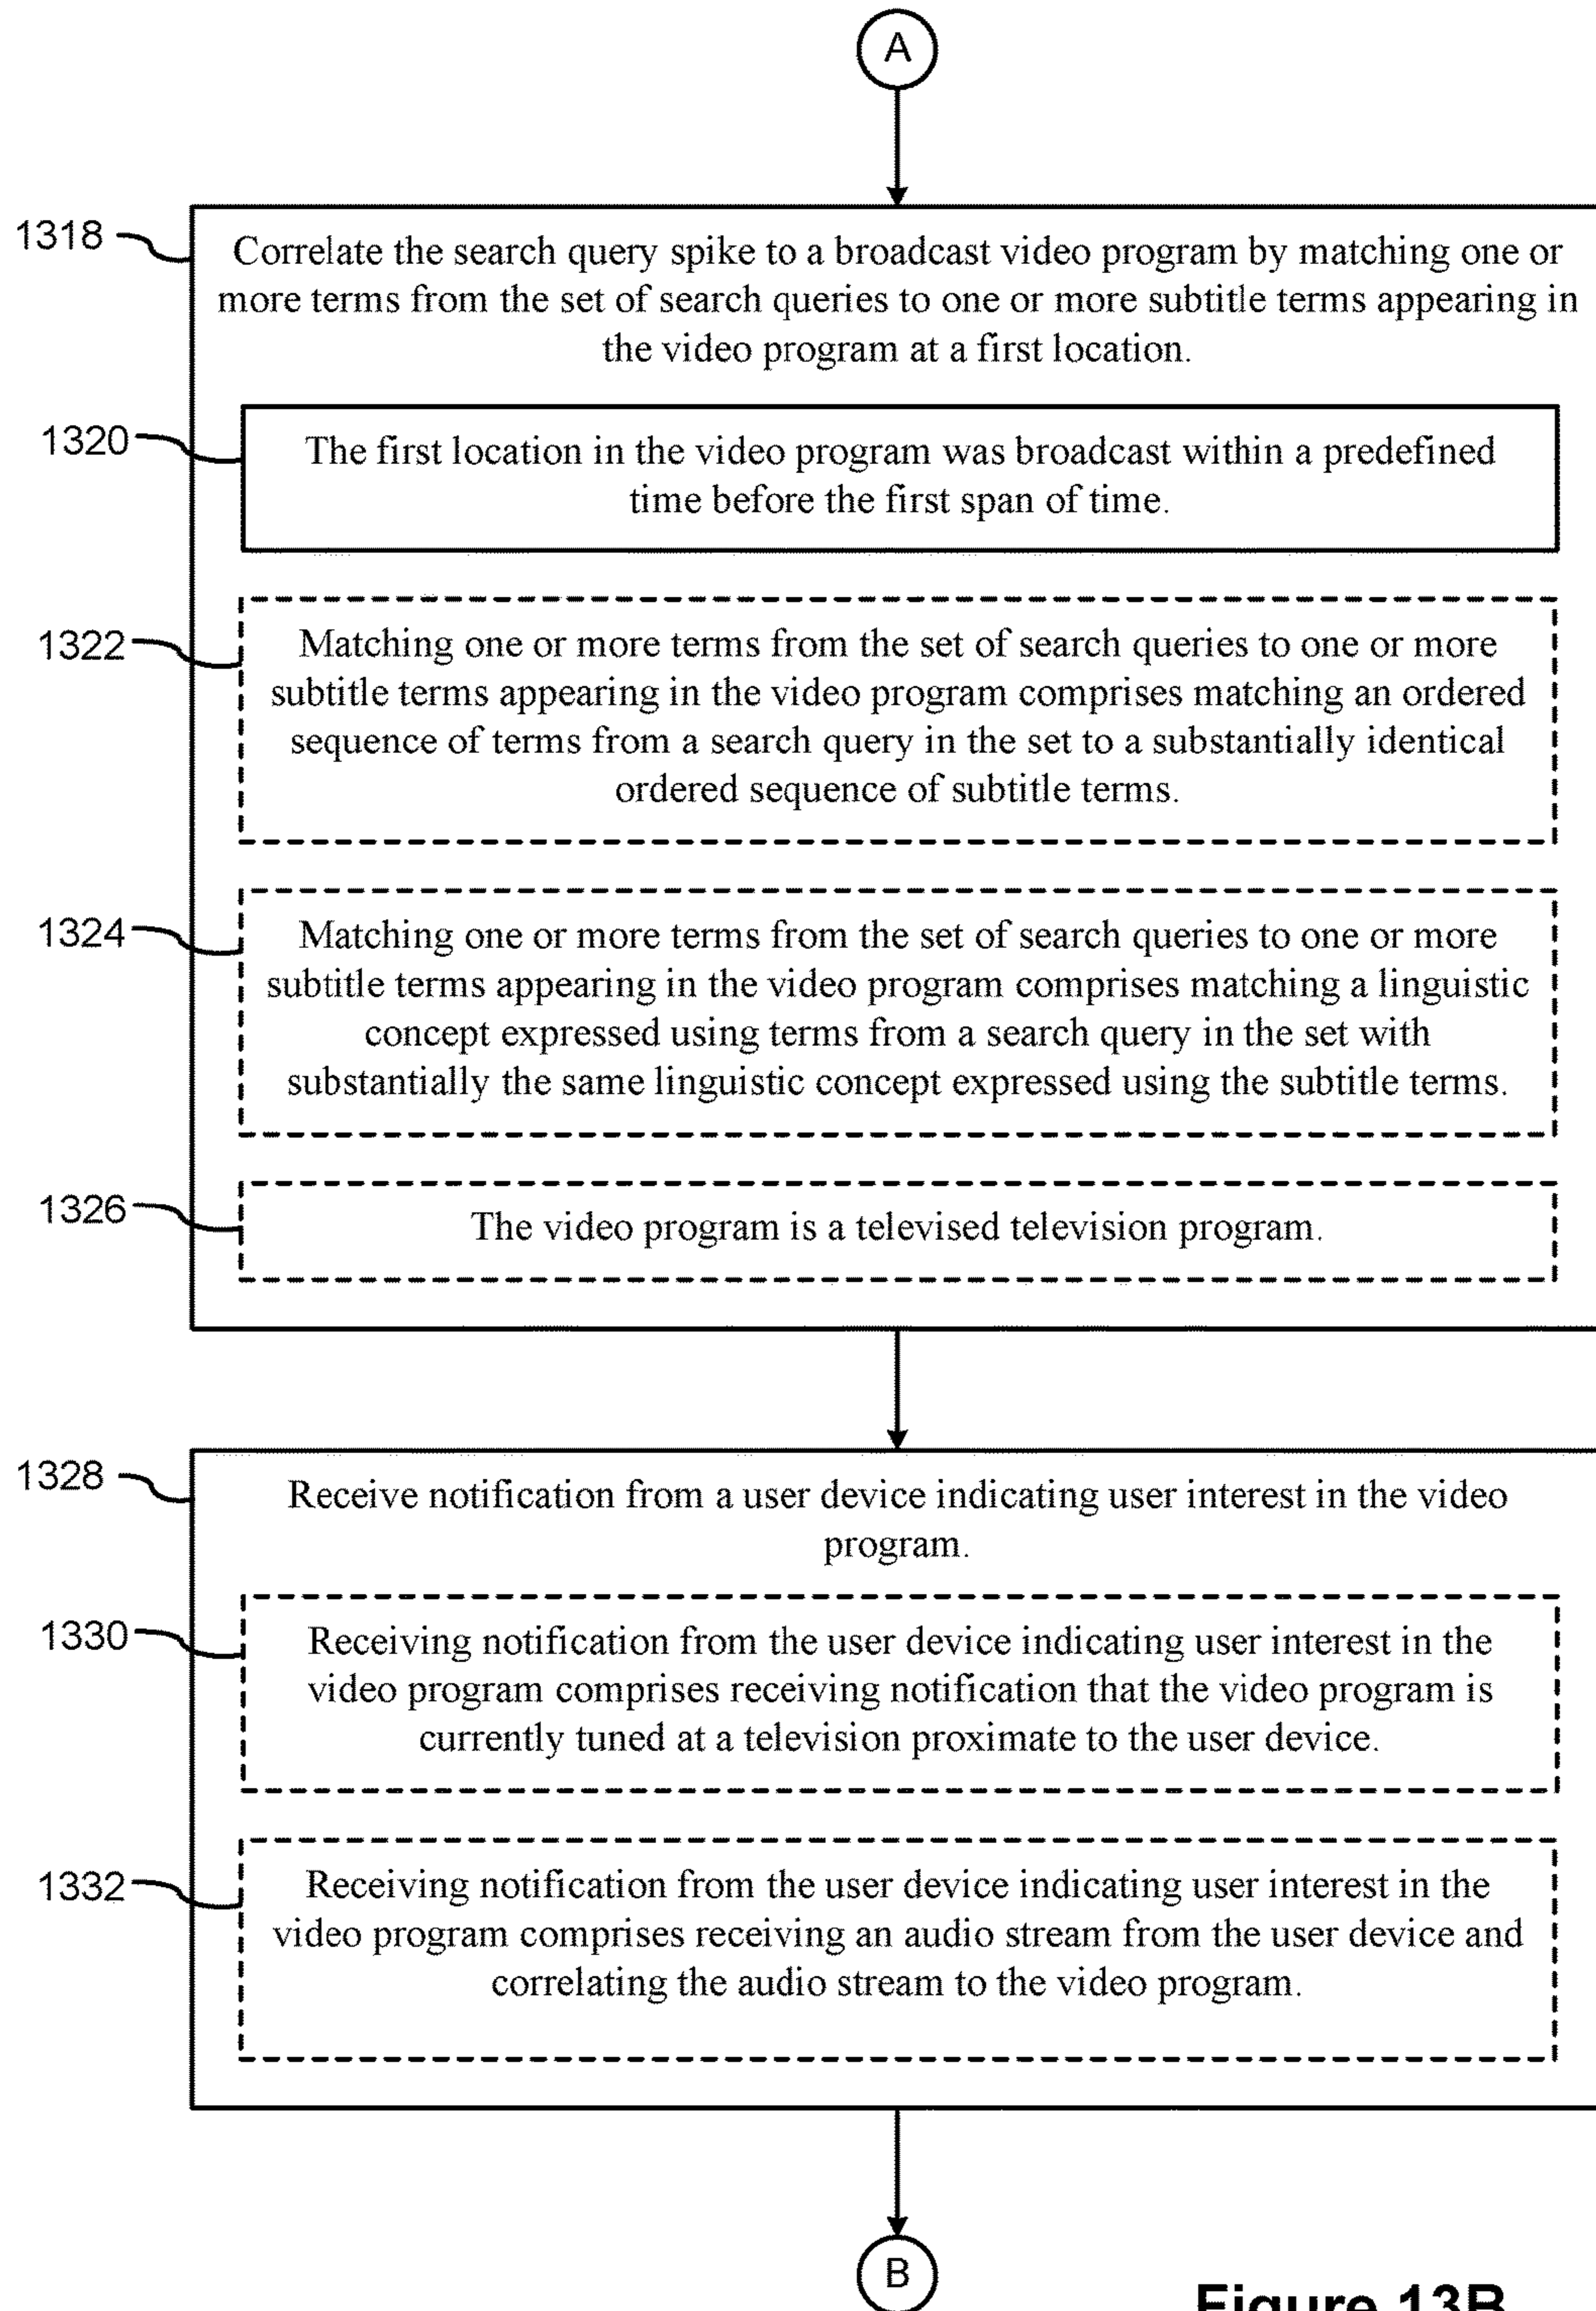 A
1318
Correlate the search query spike to a broadcast video program by matching one or
more terms from the set of search queries to one or more subtitle terms appearing in
the video program at a first location.
1320
The first location in the video program was broadcast within a predefined
time before the first span of time.
1322
Matching one or more terms from the set of search queries to one or more
subtitle terms appearing in the video program comprises matching an ordered
sequence of terms from a search query in the set to a substantially identical
ordered sequence of subtitle terms.
1324
Matching one or more terms from the set of search queries to one or more
subtitle terms appearing in the video program comprises matching a linguistic
concept expressed using terms from a search query in the set with
substantially the same linguistic concept expressed using the subtitle terms.
1326
The video program is a televised television program.
1328
Receive notification from a user device indicating user interest in the video
program.
1330
Receiving notification from the user device indicating user interest in the
video program comprises receiving notification that the video program is
currently tuned at a television proximate to the user device.
1332
Receiving notification from the user device indicating user interest in the
video program comprises receiving an audio stream from the user device and
correlating the audio stream to the video program.
B
Figure 13B